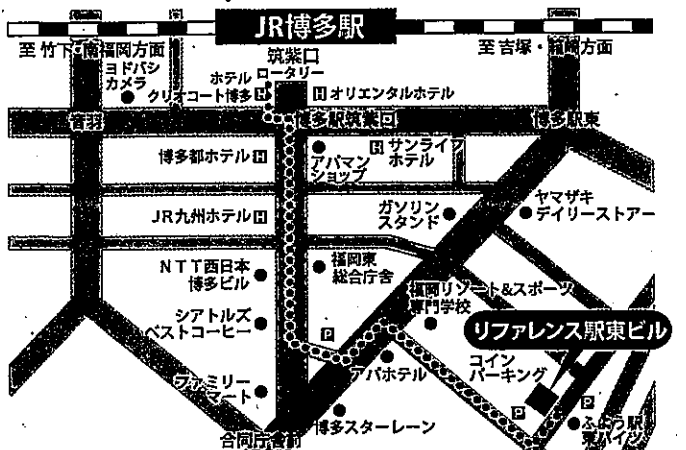 JR博多駅
至 竹下・南福岡方面
筑紫口
至 吉塚・箱崎方面
ヨドバシ
カメラ
ホテル
クリオコート博多 H
ロータリー
H オリエンタルホテル
音羽
博多駅筑紫口
博多駅東
博多都ホテル H
アパマン
ショップ
H サンライフ
ホテル
JR九州ホテル H
ガソリン
スタンド
ヤマザキ
デイリーストアー
NTT西日本
博多ビル
福岡東
総合庁舎
福岡リゾート&スポーツ
専門学校
シアトルズ
ベストコーヒー
P
リファレンス駅東ビル
アパホテル
コイン
パーキング
ファミリー
マート
P
P
博多スターレーン
ふよう駅
東ハイツ
合同庁舎前